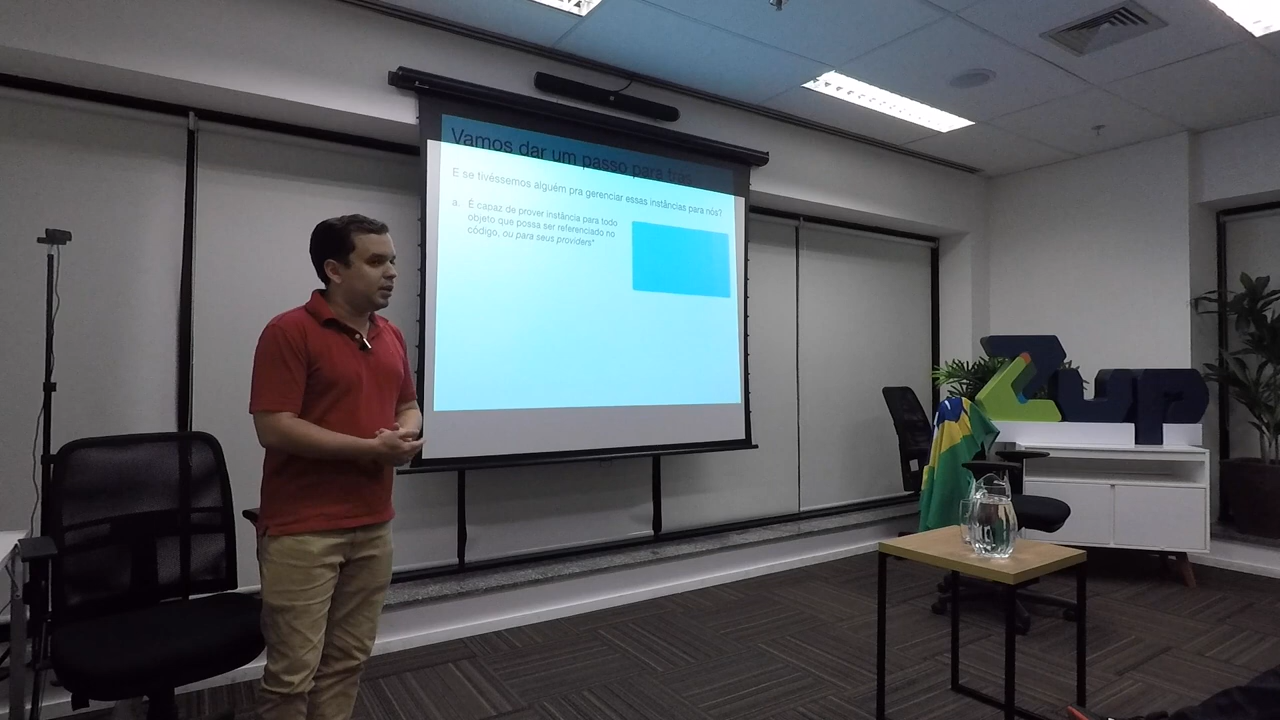 Vamos dar um passo para trás
E se tivéssemos alguém pra gerenciar essas instâncias para nós?
a. É capaz de prover instância para todo
objeto que possa ser referenciado no
código, ou para seus providers*
Zup